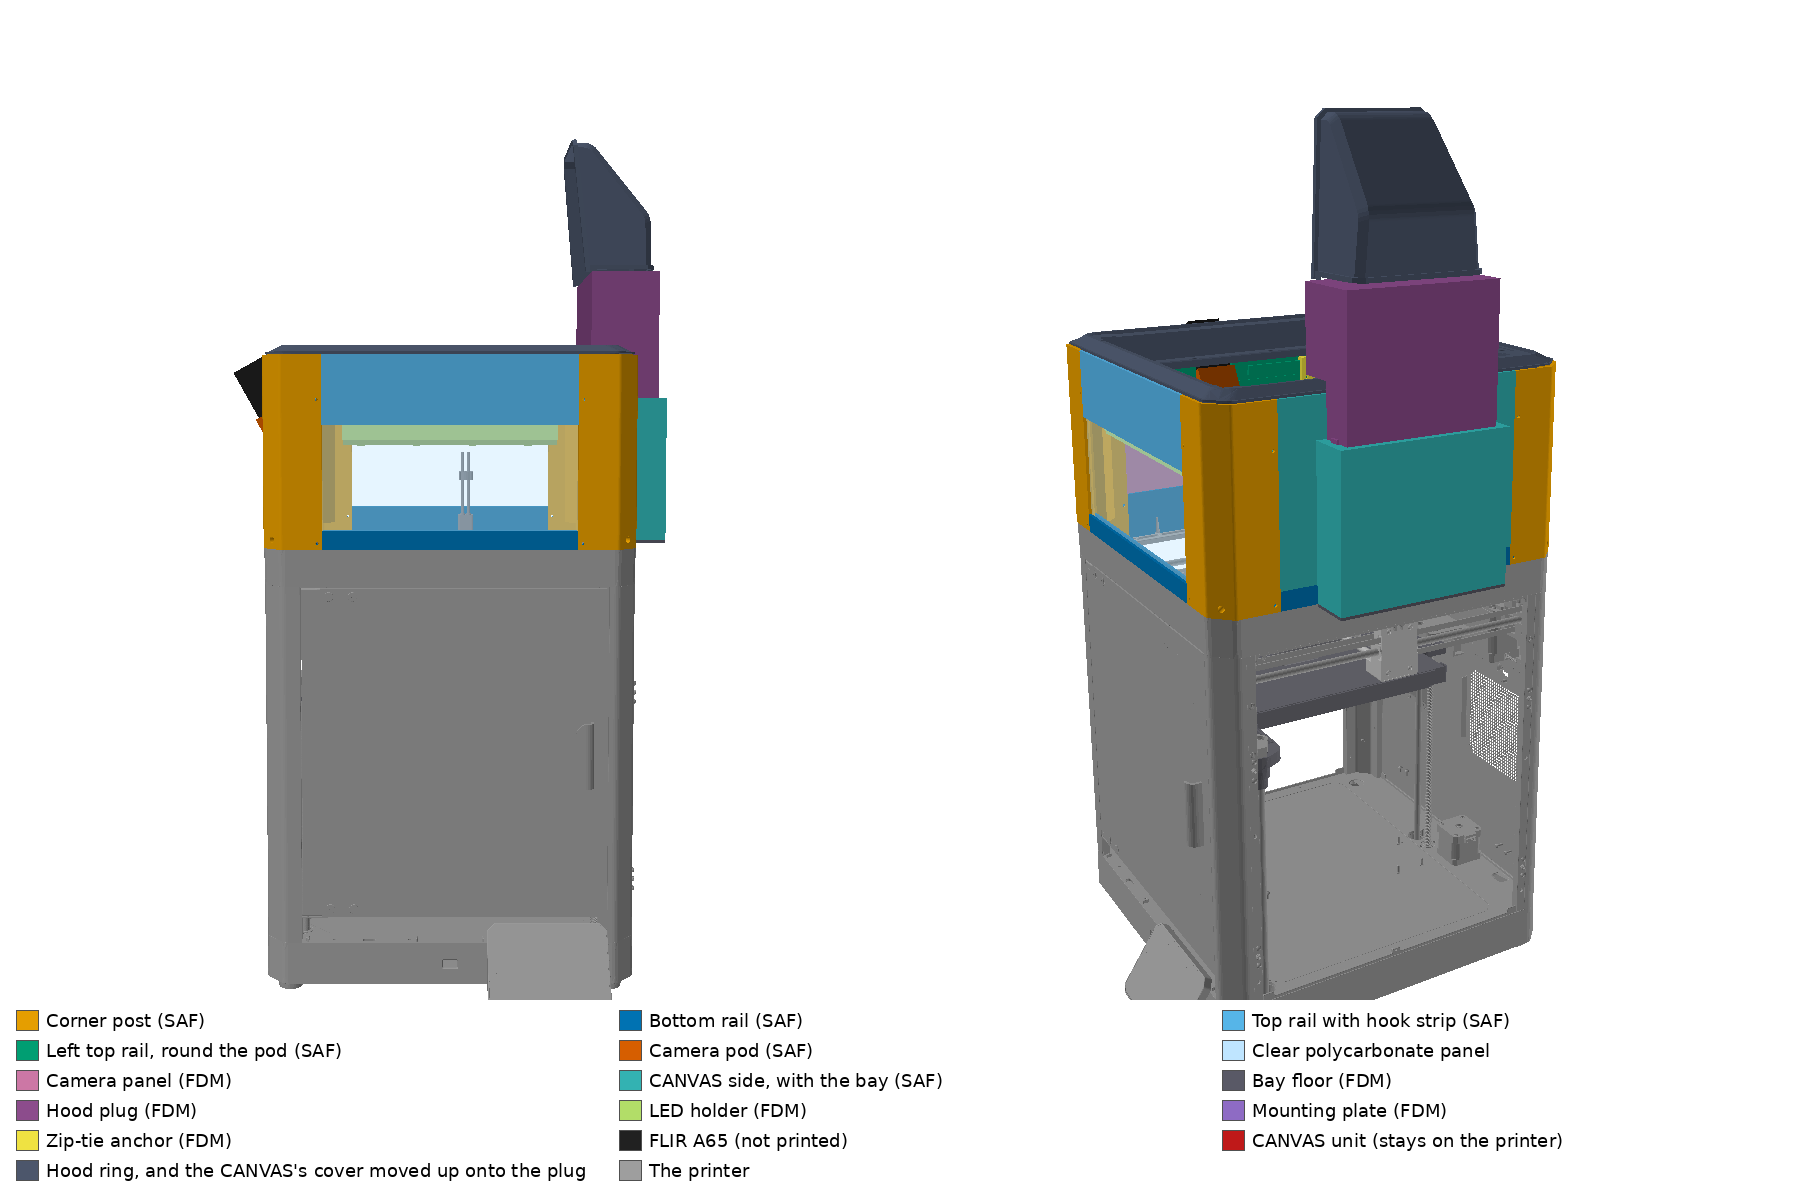 Corner post (SAF)
Bottom rail (SAF)
Top rail with hook strip (SAF)
Left top rail, round the pod (SAF)
Camera pod (SAF)
Clear polycarbonate panel
Camera panel (FDM)
CANVAS side, with the bay (SAF)
Bay floor (FDM)
Hood plug (FDM)
LED holder (FDM)
Mounting plate (FDM)
Zip-tie anchor (FDM)
FLIR A65 (not printed)
CANVAS unit (stays on the printer)
Hood ring, and the CANVAS's cover moved up onto the plug
The printer